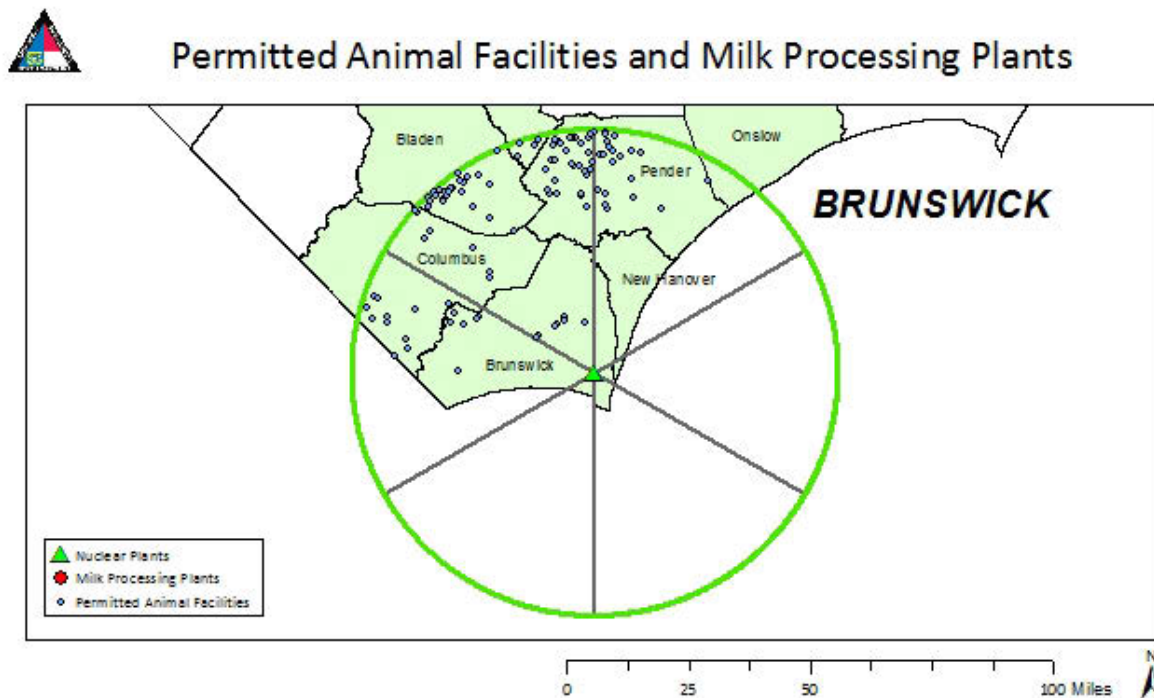 Permitted Animal Facilities and Milk Processing Plants
Bladen
Onslow
Pender
BRUNSWICK
Columbus
New Hanover
Brunswick
Nuclear Plants
Milk Processing Plants
Permitted Animal Facilities
N
0 25 50 100 Miles